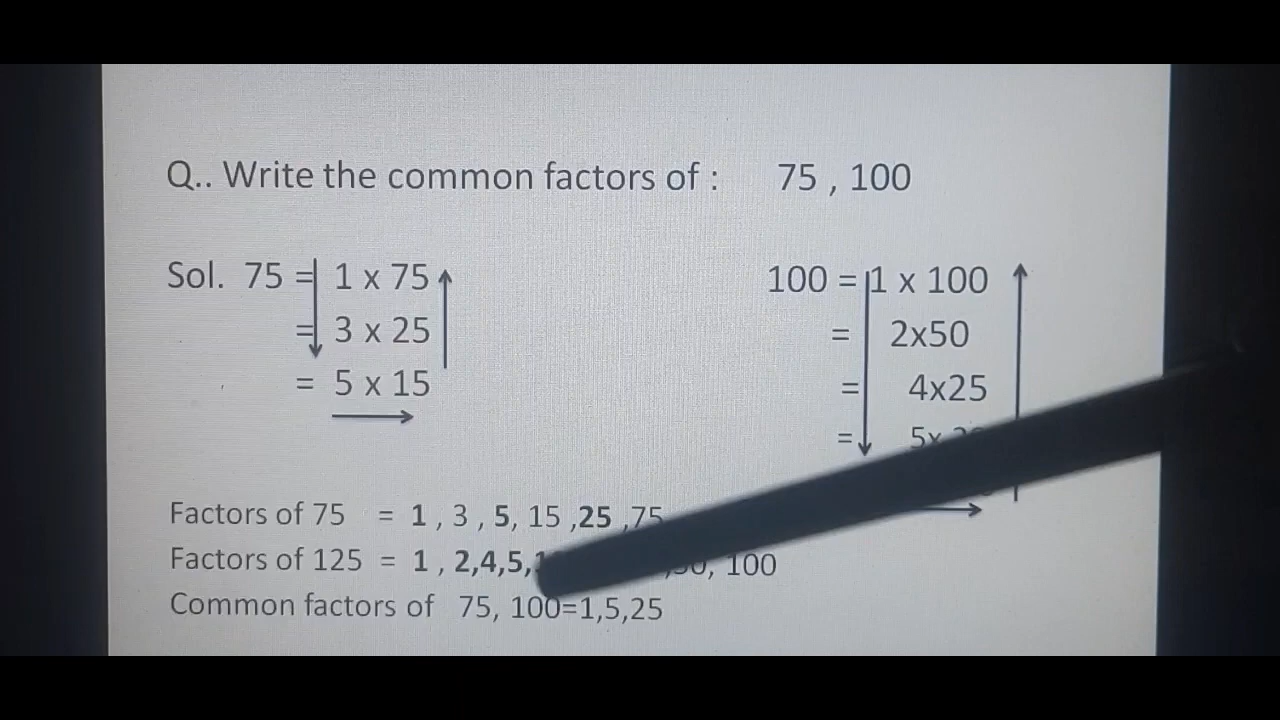 Q.. Write the common factors of : 75 , 100
Sol. 75 = 1 x 75
= 3 x 25
= 5 x 15
100 = 1 x 100
= 2x50
= 4x25
= 5x
Factors of 75 = 1 , 3 , 5, 15 ,25 ,75
Factors of 125 = 1 , 2,4,5, ,50, 100
Common factors of 75, 100=1,5,25